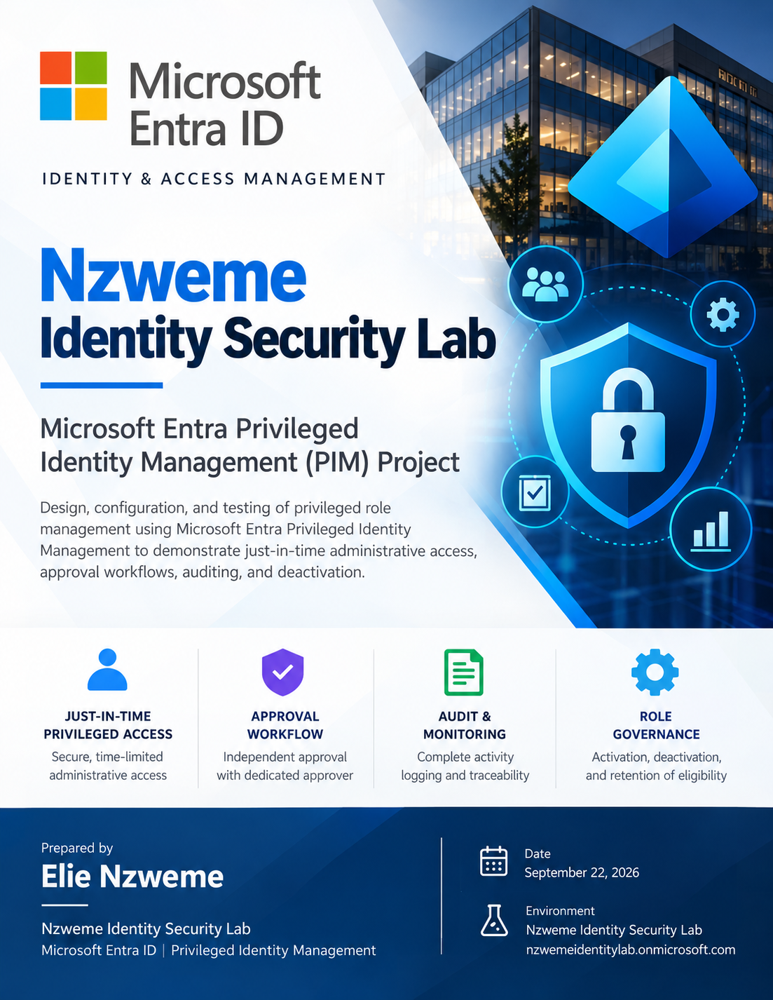 Microsoft
Entra ID
IDENTITY & ACCESS MANAGEMENT
Nzweme
Identity Security Lab
Microsoft Entra Privileged
Identity Management (PIM) Project
Design, configuration, and testing of privileged role
management using Microsoft Entra Privileged Identity
Management to demonstrate just-in-time administrative access,
approval workflows, auditing, and deactivation.
JUST-IN-TIME
PRIVILEGED ACCESS
Secure, time-limited
administrative access
APPROVAL
WORKFLOW
Independent approval
with dedicated approver
AUDIT &
MONITORING
Complete activity
logging and traceability
ROLE
GOVERNANCE
Activation, deactivation,
and retention of eligibility
Prepared by
Elie Nzweme
Nzweme Identity Security Lab
Microsoft Entra ID | Privileged Identity Management
Date
September 22, 2026
Environment
Nzweme Identity Security Lab
nzwemeidentitylab.onmicrosoft.com